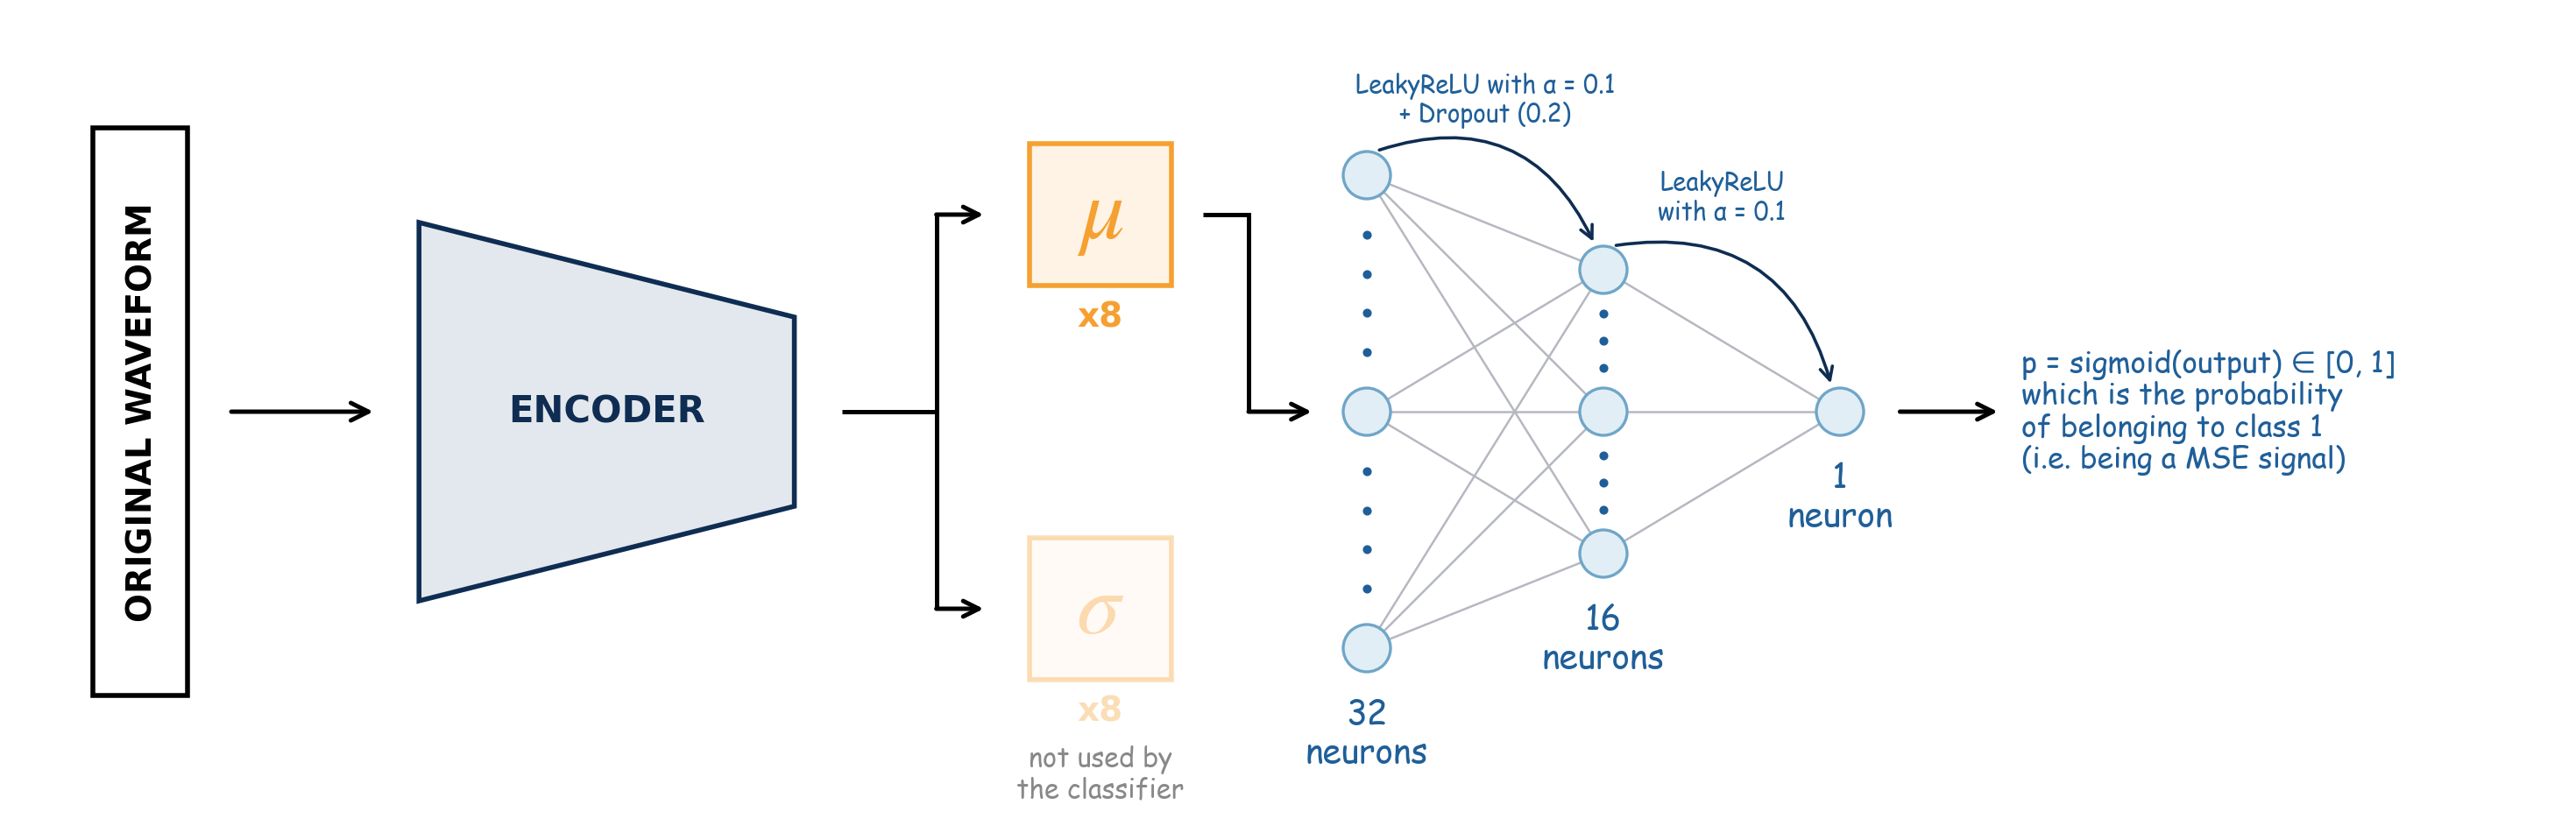 ORIGINAL WAVEFORM
ENCODER
μ
x8
σ
x8
not used by
the classifier
LeakyReLU with α = 0.1
+ Dropout (0.2)
LeakyReLU
with α = 0.1
32
neurons
16
neurons
1
neuron
p = sigmoid(output) ∈ [0, 1]
which is the probability
of belonging to class 1
(i.e. being a MSE signal)